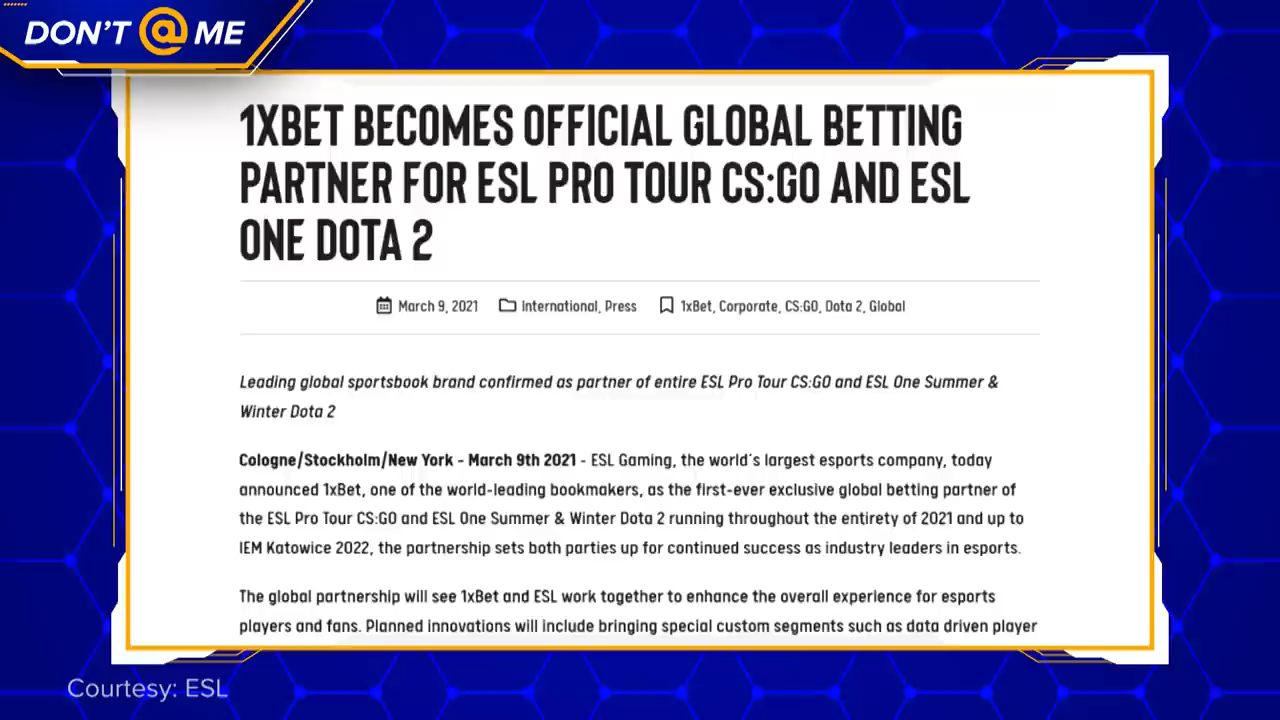 DON'T @ ME
1XBET BECOMES OFFICIAL GLOBAL BETTING
PARTNER FOR ESL PRO TOUR CS:GO AND ESL
ONE DOTA 2
March 9, 2021 International, Press 1xBet, Corporate, CS:GO, Dota 2, Global
Leading global sportsbook brand confirmed as partner of entire ESL Pro Tour CS:GO and ESL One Summer &
Winter Dota 2
Cologne/Stockholm/New York - March 9th 2021 - ESL Gaming, the world's largest esports company, today
announced 1xBet, one of the world-leading bookmakers, as the first-ever exclusive global betting partner of
the ESL Pro Tour CS:GO and ESL One Summer & Winter Dota 2 running throughout the entirety of 2021 and up to
IEM Katowice 2022, the partnership sets both parties up for continued success as industry leaders in esports.
The global partnership will see 1xBet and ESL work together to enhance the overall experience for esports
players and fans. Planned innovations will include bringing special custom segments such as data driven player
Courtesy: ESL